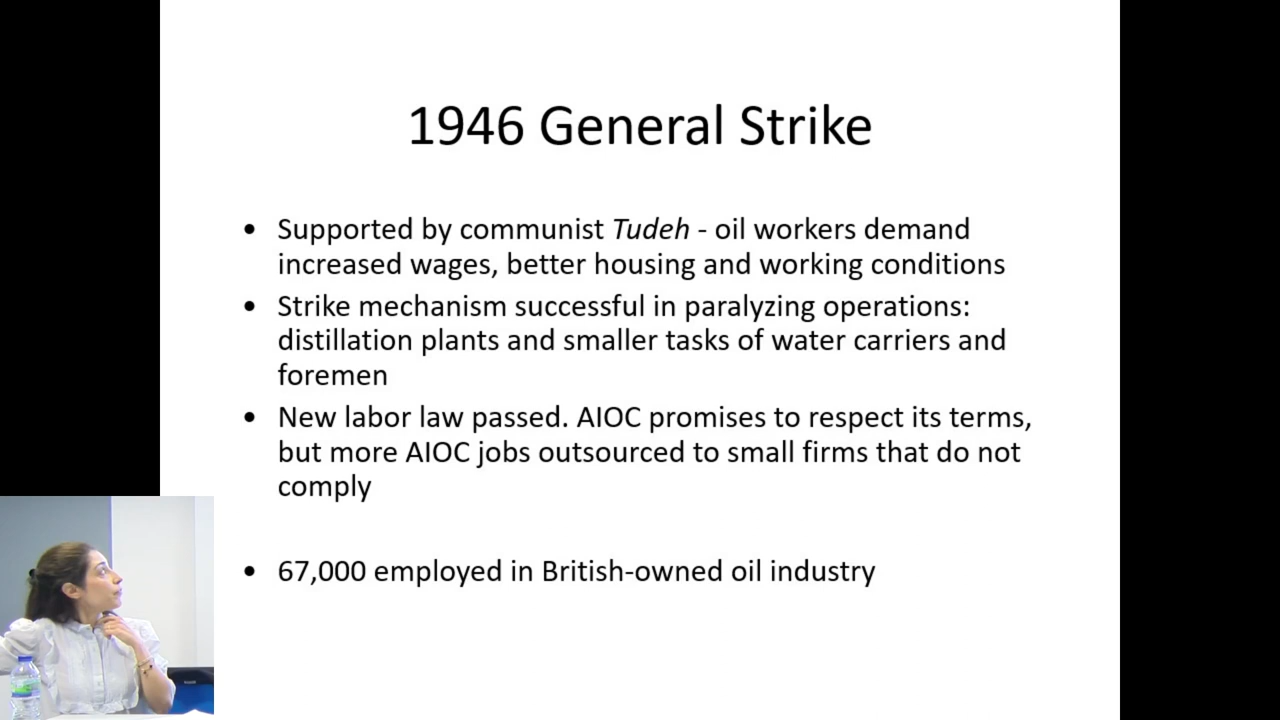 1946 General Strike
• Supported by communist Tudeh - oil workers demand
increased wages, better housing and working conditions
• Strike mechanism successful in paralyzing operations:
distillation plants and smaller tasks of water carriers and
foremen
• New labor law passed. AIOC promises to respect its terms,
but more AIOC jobs outsourced to small firms that do not
comply
• 67,000 employed in British-owned oil industry